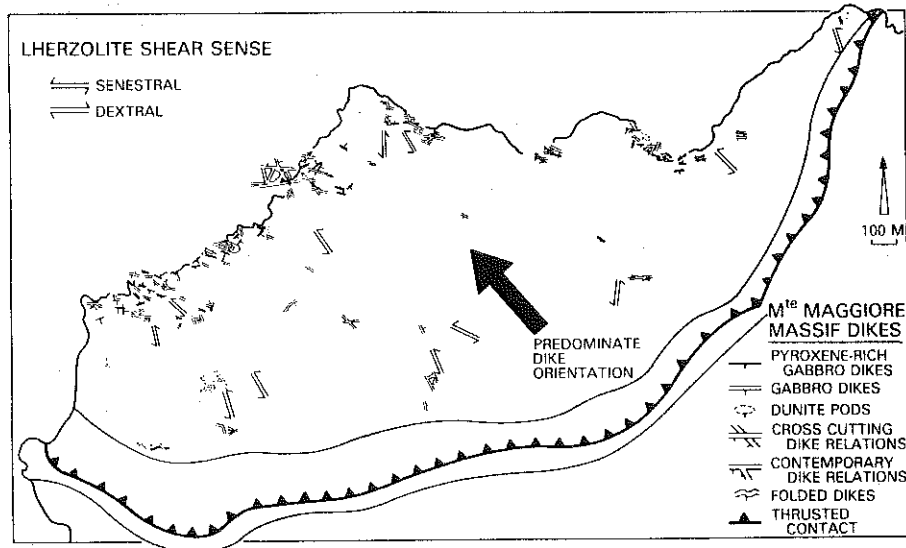 LHERZOLITE SHEAR SENSE
SENESTRAL
DEXTRAL
100 M
PREDOMINATE
DIKE
ORIENTATION
Mte MAGGIORE
MASSIF DIKES
PYROXENE-RICH
GABBRO DIKES
GABBRO DIKES
DUNITE PODS
CROSS CUTTING
DIKE RELATIONS
CONTEMPORARY
DIKE RELATIONS
FOLDED DIKES
THRUSTED
CONTACT